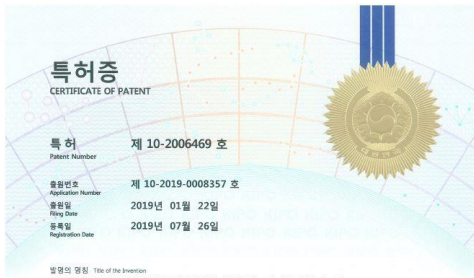 특허증
CERTIFICATE OF PATENT
특 허 제 10-2006469 호
Patent Number
출원번호 제 10-2019-0008357 호
Application Number
출원일 2019년 01월 22일
Filing Date
등록일 2019년 07월 26일
Registration Date
발명의 명칭 Title of the Invention